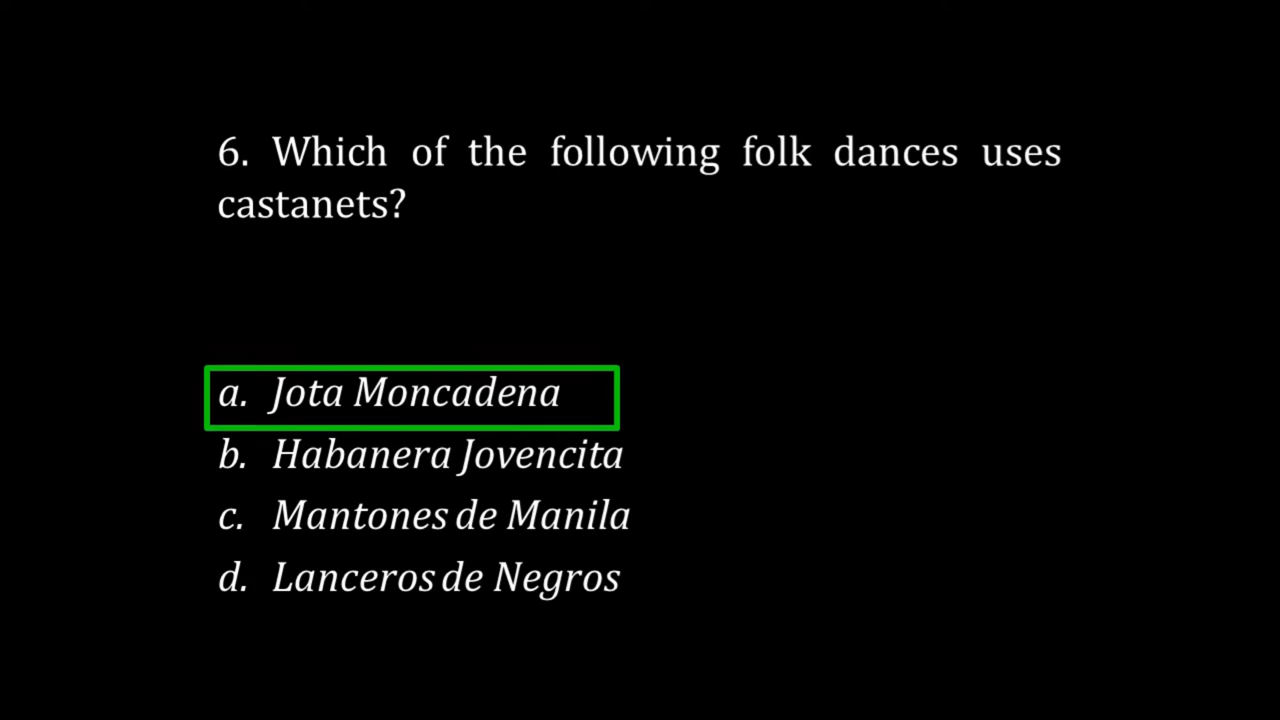 6. Which of the following folk dances uses
castanets?
a. Jota Moncadena
b. Habanera Jovencita
c. Mantones de Manila
d. Lanceros de Negros